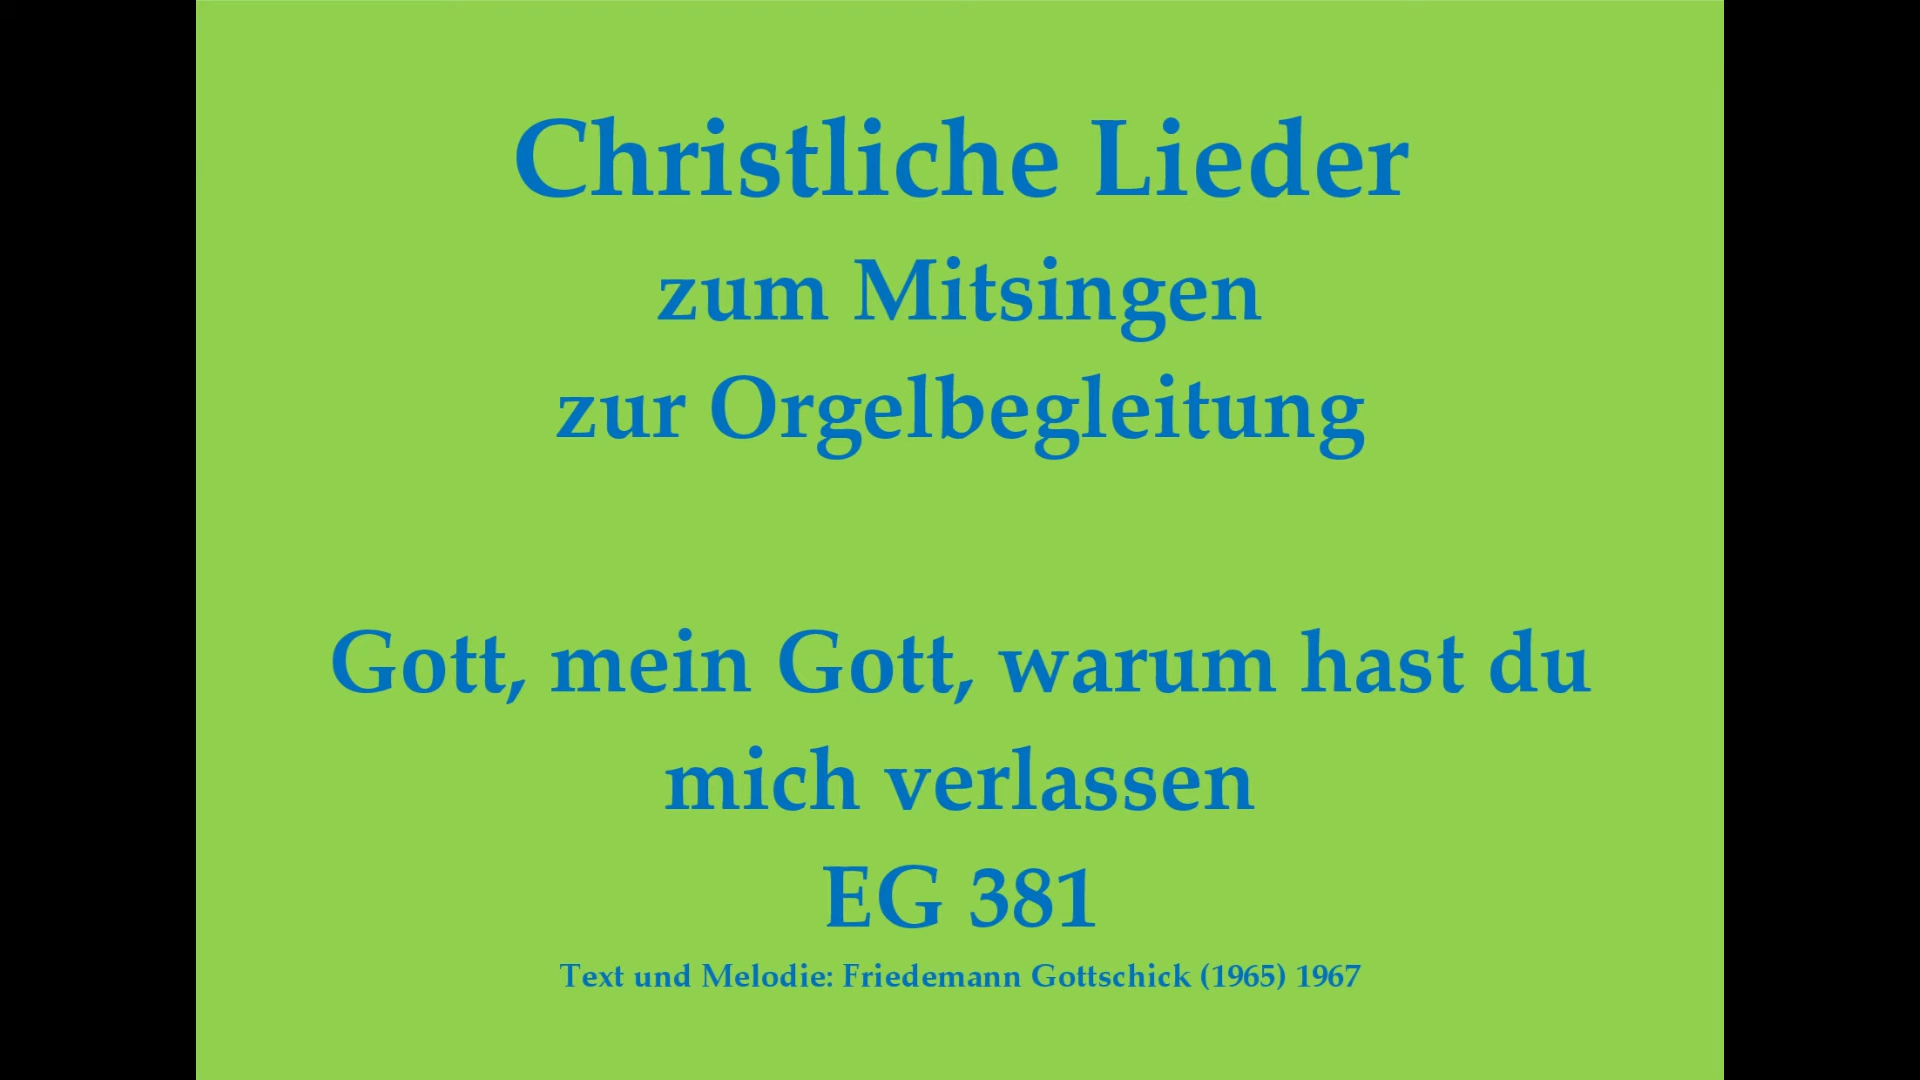 Christliche Lieder
zum Mitsingen
zur Orgelbegleitung
Gott, mein Gott, warum hast du
mich verlassen
EG 381
Text und Melodie: Friedemann Gottschick (1965) 1967